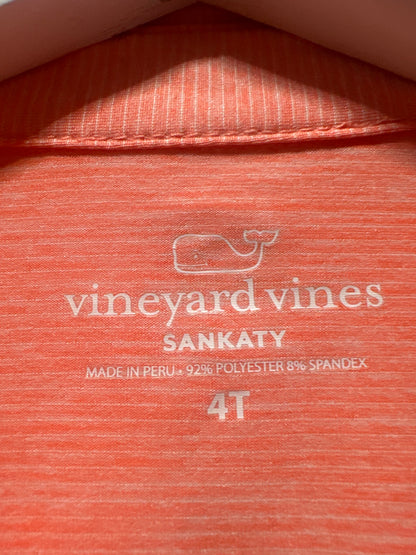 vineyard vines
SANKATY
MADE IN PERU • 92% POLYESTER 8% SPANDEX
4T